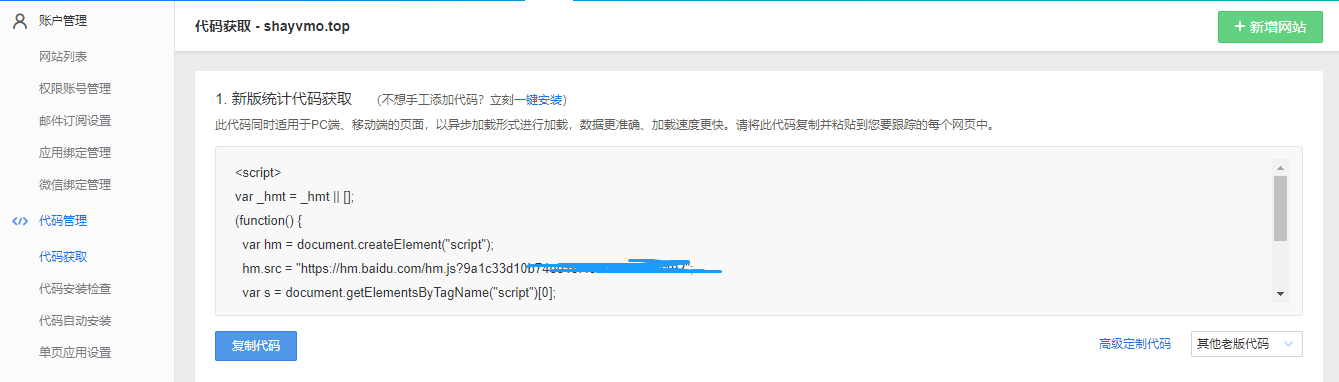 账户管理
网站列表
权限账号管理
邮件订阅设置
应用绑定管理
微信绑定管理
代码管理
代码获取
代码安装检查
代码自动安装
单页应用设置
代码获取 - shayvmo.top
+ 新增网站
1. 新版统计代码获取 (不想手工添加代码？立刻一键安装)
此代码同时适用于PC端、移动端的页面，以异步加载形式进行加载，数据更准确、加载速度更快。请将此代码复制并粘贴到您要跟踪的每个网页中。
<script>
var _hmt = _hmt || [];
(function() {
var hm = document.createElement("script");
hm.src = "https://hm.baidu.com/hm.js?9a1c33d10
var s = document.getElementsByTagName("script")[0];
复制代码
高级定制代码
其他老版代码